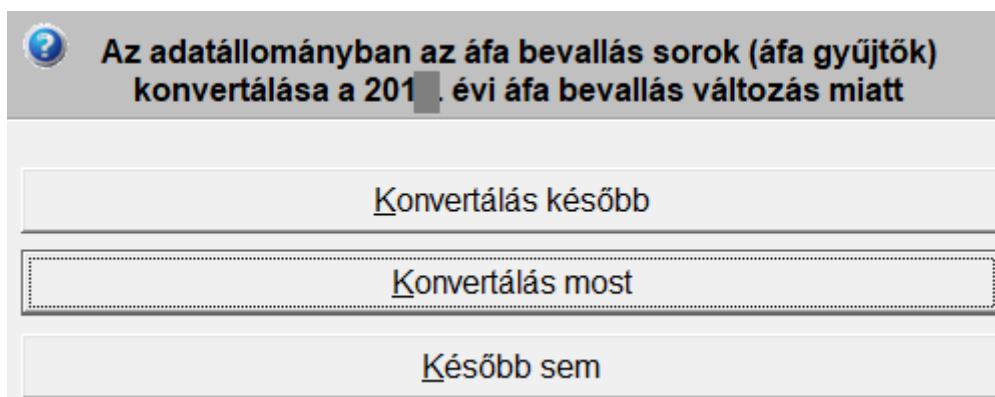 Az adatállományban az áfa bevallás sorok (áfa gyűjtők)
konvertálása a 201 . évi áfa bevallás változás miatt
Konvertálás később
Konvertálás most
Később sem